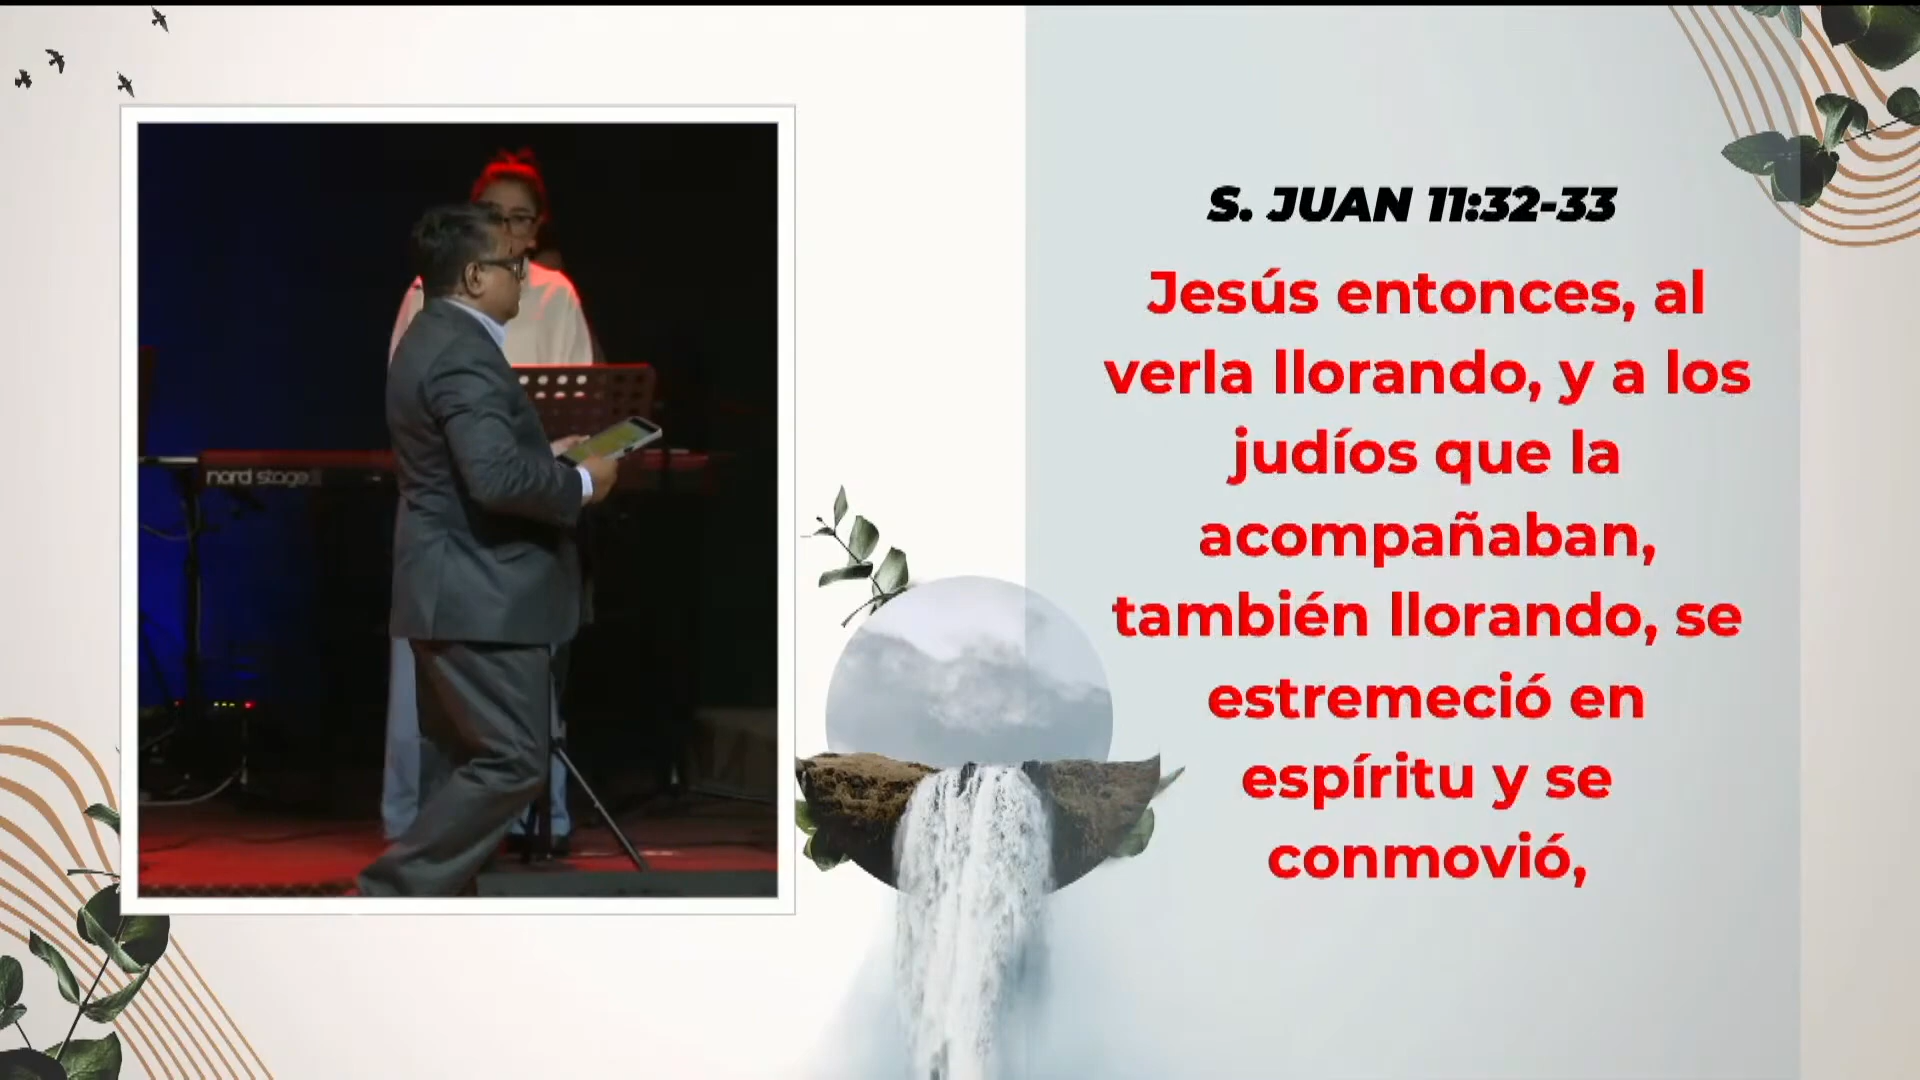 S. JUAN 11:32-33
Jesús entonces, al
verla llorando, y a los
judíos que la
acompañaban,
también llorando, se
estremeció en
espíritu y se
conmovió,
nord stage